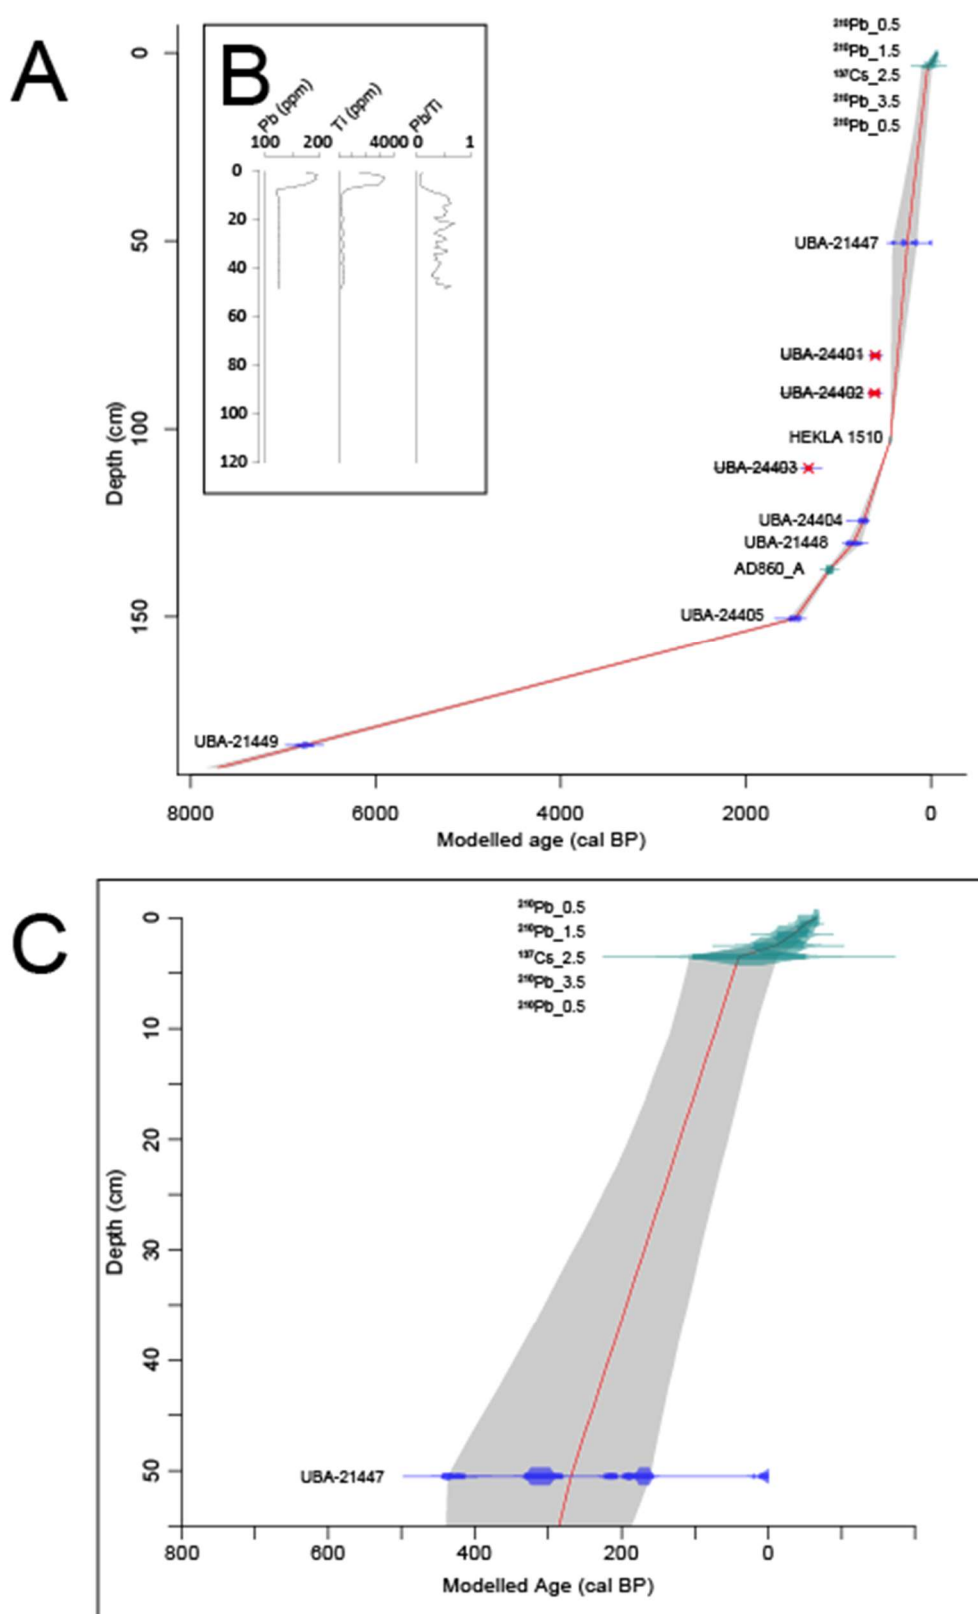 A
B
Pb (ppm)
Ti (ppm)
Pb/Ti
100 200 4000 0 1
0
20
40
60
80
100
120
²¹⁰Pb_0.5
²¹⁰Pb_1.5
¹³⁷Cs_2.5
²¹⁰Pb_3.5
²¹⁰Pb_0.5
UBA-21447
UBA-24401
UBA-24402
HEKLA 1510
UBA-24403
UBA-24404
UBA-21448
AD860_A
UBA-24405
UBA-21449
0
50
100
150
Depth (cm)
8000 6000 4000 2000 0
Modelled age (cal BP)
C
²¹⁰Pb_0.5
²¹⁰Pb_1.5
¹³⁷Cs_2.5
²¹⁰Pb_3.5
²¹⁰Pb_0.5
UBA-21447
0
10
20
30
40
50
Depth (cm)
800 600 400 200 0
Modelled Age (cal BP)